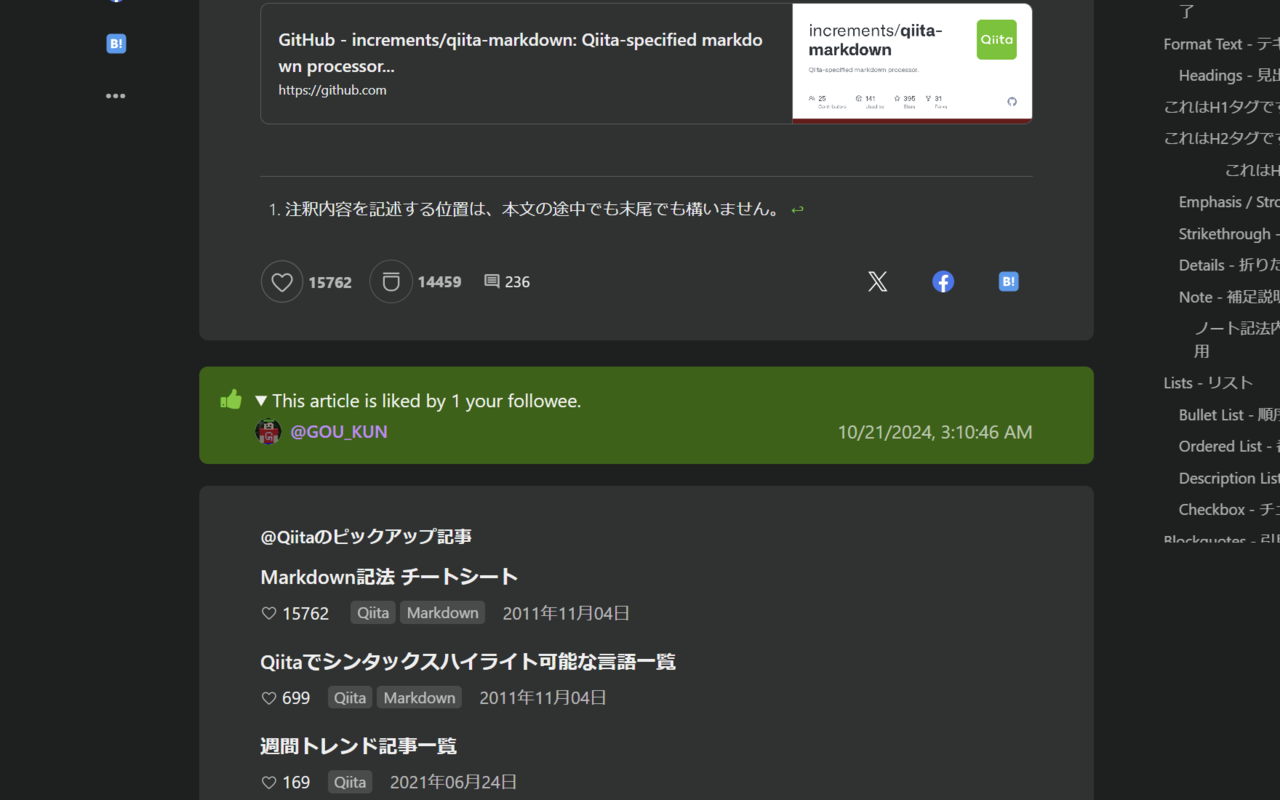 B!
GitHub - increments/qiita-markdown: Qiita-specified markdo
wn processor...
https://github.com
increments/qiita-
markdown
Qiita
Qiita-specified markdown processor.
25
141
395
31
1. 注釈内容を記述する位置は、本文の途中でも末尾でも構いません。 ↩
15762
14459
236
B!
▼ This article is liked by 1 your followee.
@GOU_KUN
10/21/2024, 3:10:46 AM
@Qiitaのピックアップ記事
Markdown記法 チートシート
15762 Qiita Markdown 2011年11月04日
Qiitaでシンタックスハイライト可能な言語一覧
699 Qiita Markdown 2011年11月04日
週間トレンド記事一覧
169 Qiita 2021年06月24日
了
Format Text - テキ
Headings - 見出
これはH1タグです
これはH2タグです
これはH
Emphasis / Stro
Strikethrough -
Details - 折りた
Note - 補足説明
ノート記法内
用
Lists - リスト
Bullet List - 順序
Ordered List -
Description List
Checkbox - チェ
Blockquotes - 引用